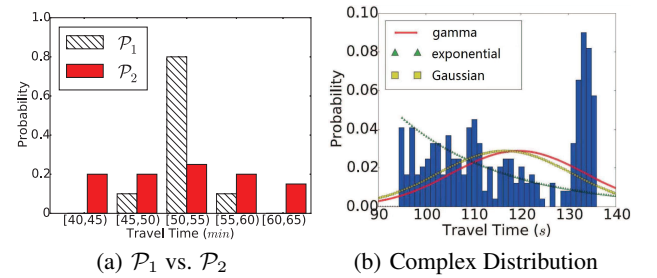 1.0
0.8
0.6
0.4
0.2
0
Probability
P₁
P₂
[40,45) [45,50) [50,55) [55,60) [60,65)
Travel Time (min)
(a) P₁ vs. P₂
0.10
0.08
0.06
0.04
0.02
0.00
Probability
gamma
exponential
Gaussian
90 100 110 120 130 140
Travel Time (s)
(b) Complex Distribution